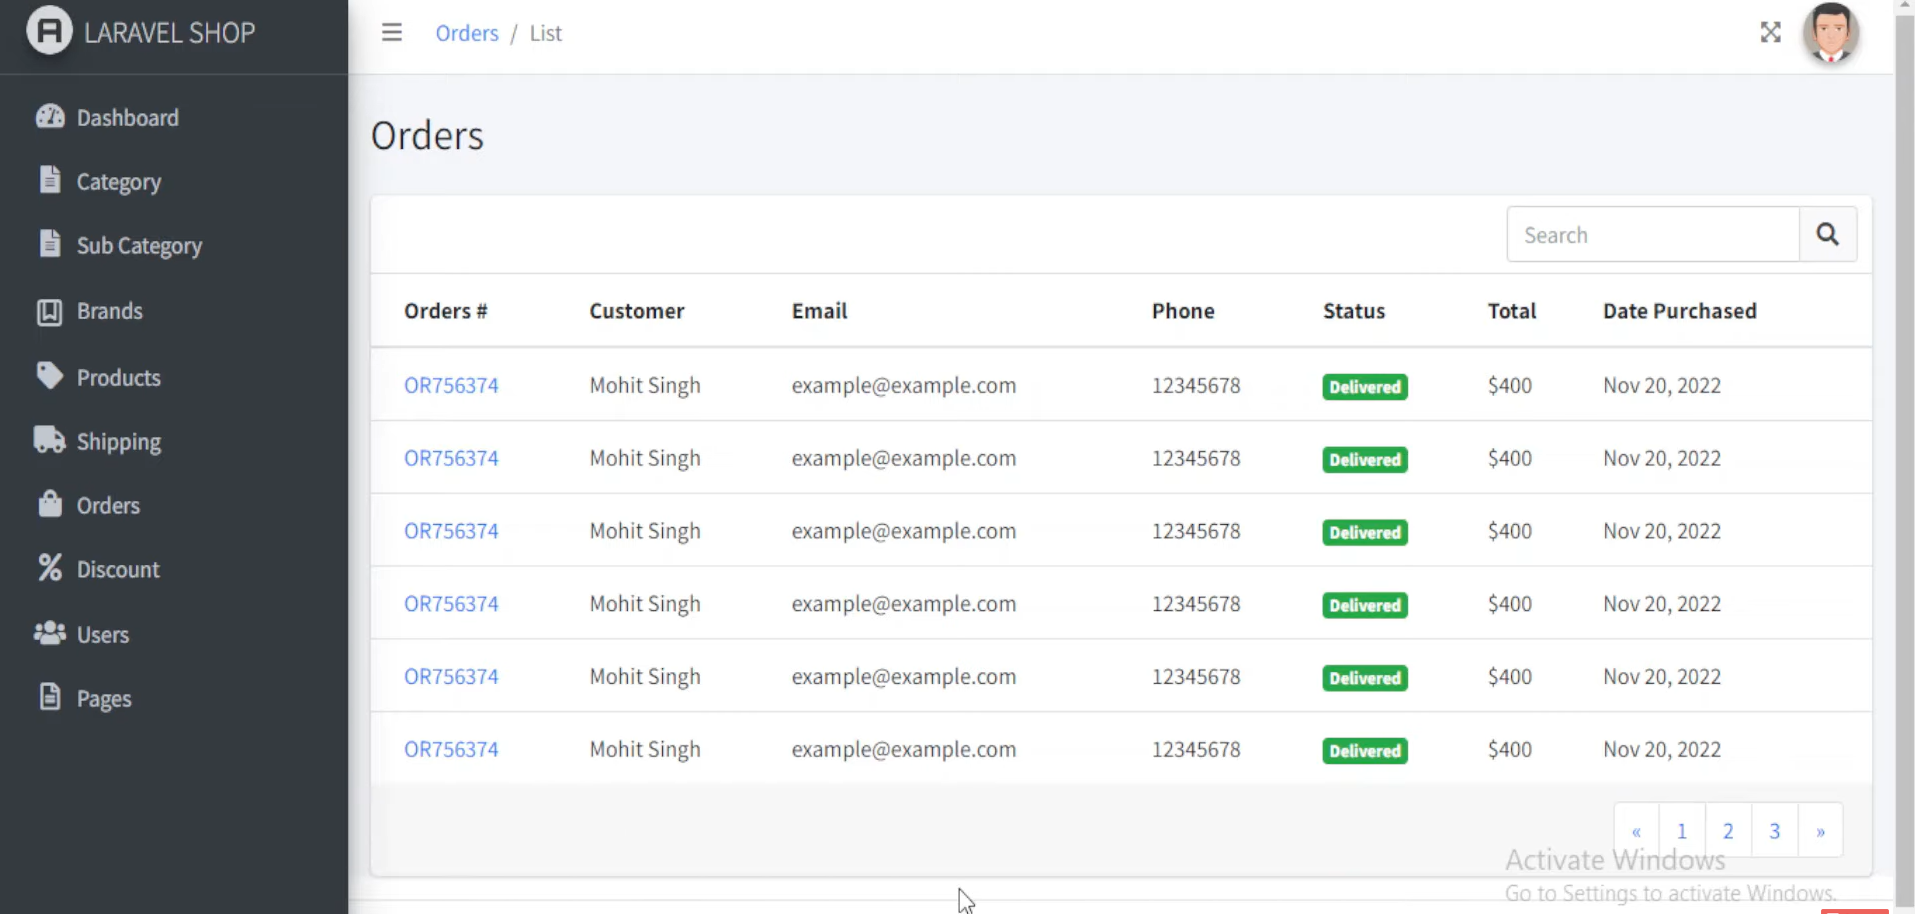 LARAVEL SHOP
Orders / List
Dashboard
Category
Sub Category
Brands
Products
Shipping
Orders
Discount
Users
Pages
Orders
Search
Orders # Customer Email Phone Status Total Date Purchased
OR756374 Mohit Singh example@example.com 12345678 Delivered $400 Nov 20, 2022
OR756374 Mohit Singh example@example.com 12345678 Delivered $400 Nov 20, 2022
OR756374 Mohit Singh example@example.com 12345678 Delivered $400 Nov 20, 2022
OR756374 Mohit Singh example@example.com 12345678 Delivered $400 Nov 20, 2022
OR756374 Mohit Singh example@example.com 12345678 Delivered $400 Nov 20, 2022
OR756374 Mohit Singh example@example.com 12345678 Delivered $400 Nov 20, 2022
« 1 2 3 »
Activate Windows
Go to Settings to activate Windows.